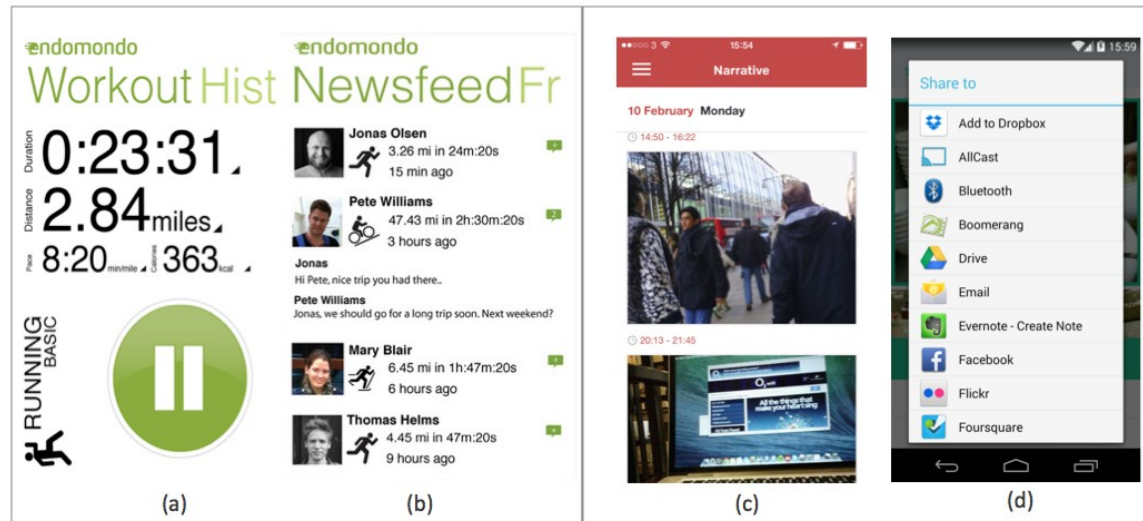 endomondo
Workout Hist
Duration
0:23:31
Distance
2.84miles
Pace
8:20 min/mile
Calories
363kcal
RUNNING
BASIC
(a)
endomondo
Newsfeed Fr
Jonas Olsen
3.26 mi in 24m:20s
15 min ago
+
Pete Williams
47.43 mi in 2h:30m:20s
3 hours ago
2
Jonas
Hi Pete, nice trip you had there..
Pete Williams
Jonas, we should go for a long trip soon. Next weekend?
Mary Blair
6.45 mi in 1h:47m:20s
6 hours ago
+
Thomas Helms
4.45 mi in 47m:20s
9 hours ago
+
(b)
3
15:54
Narrative
10 February Monday
14:50 - 16:22
20:13 - 21:45
O2
All the things that
make your heart sing
(c)
15:59
Share to
Add to Dropbox
AllCast
Bluetooth
Boomerang
Drive
Email
Evernote - Create Note
Facebook
Flickr
Foursquare
(d)